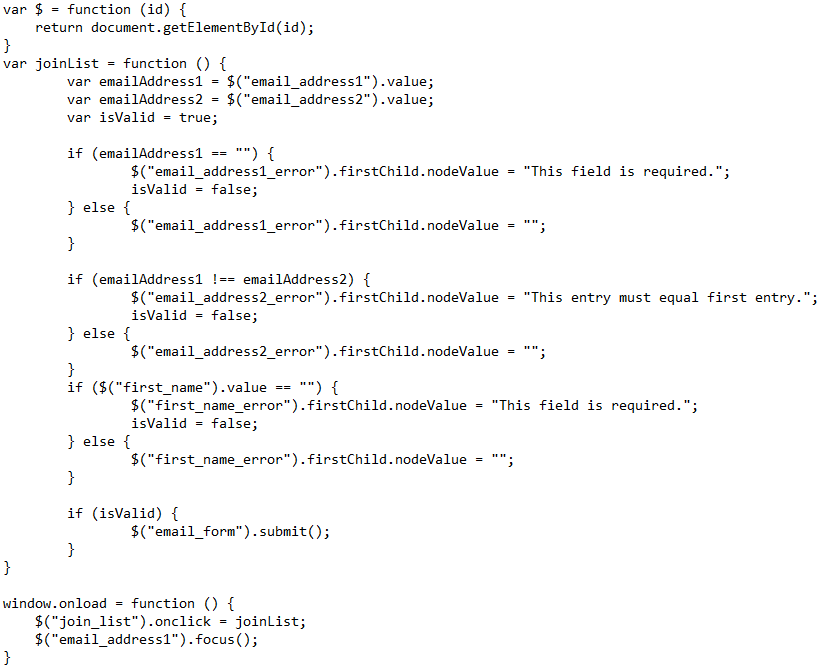 var $ = function (id) {
    return document.getElementById(id);
}
var joinList = function () {
        var emailAddress1 = $("email_address1").value;
        var emailAddress2 = $("email_address2").value;
        var isValid = true;

        if (emailAddress1 == "") {
                $("email_address1_error").firstChild.nodeValue = "This field is required.";
                isValid = false;
        } else {
                $("email_address1_error").firstChild.nodeValue = "";
        }

        if (emailAddress1 !== emailAddress2) {
                $("email_address2_error").firstChild.nodeValue = "This entry must equal first entry.";
                isValid = false;
        } else {
                $("email_address2_error").firstChild.nodeValue = "";
        }
        if ($("first_name").value == "") {
                $("first_name_error").firstChild.nodeValue = "This field is required.";
                isValid = false;
        } else {
                $("first_name_error").firstChild.nodeValue = "";
        }

        if (isValid) {
                $("email_form").submit();
        }
}

window.onload = function () {
    $("join_list").onclick = joinList;
    $("email_address1").focus();
}